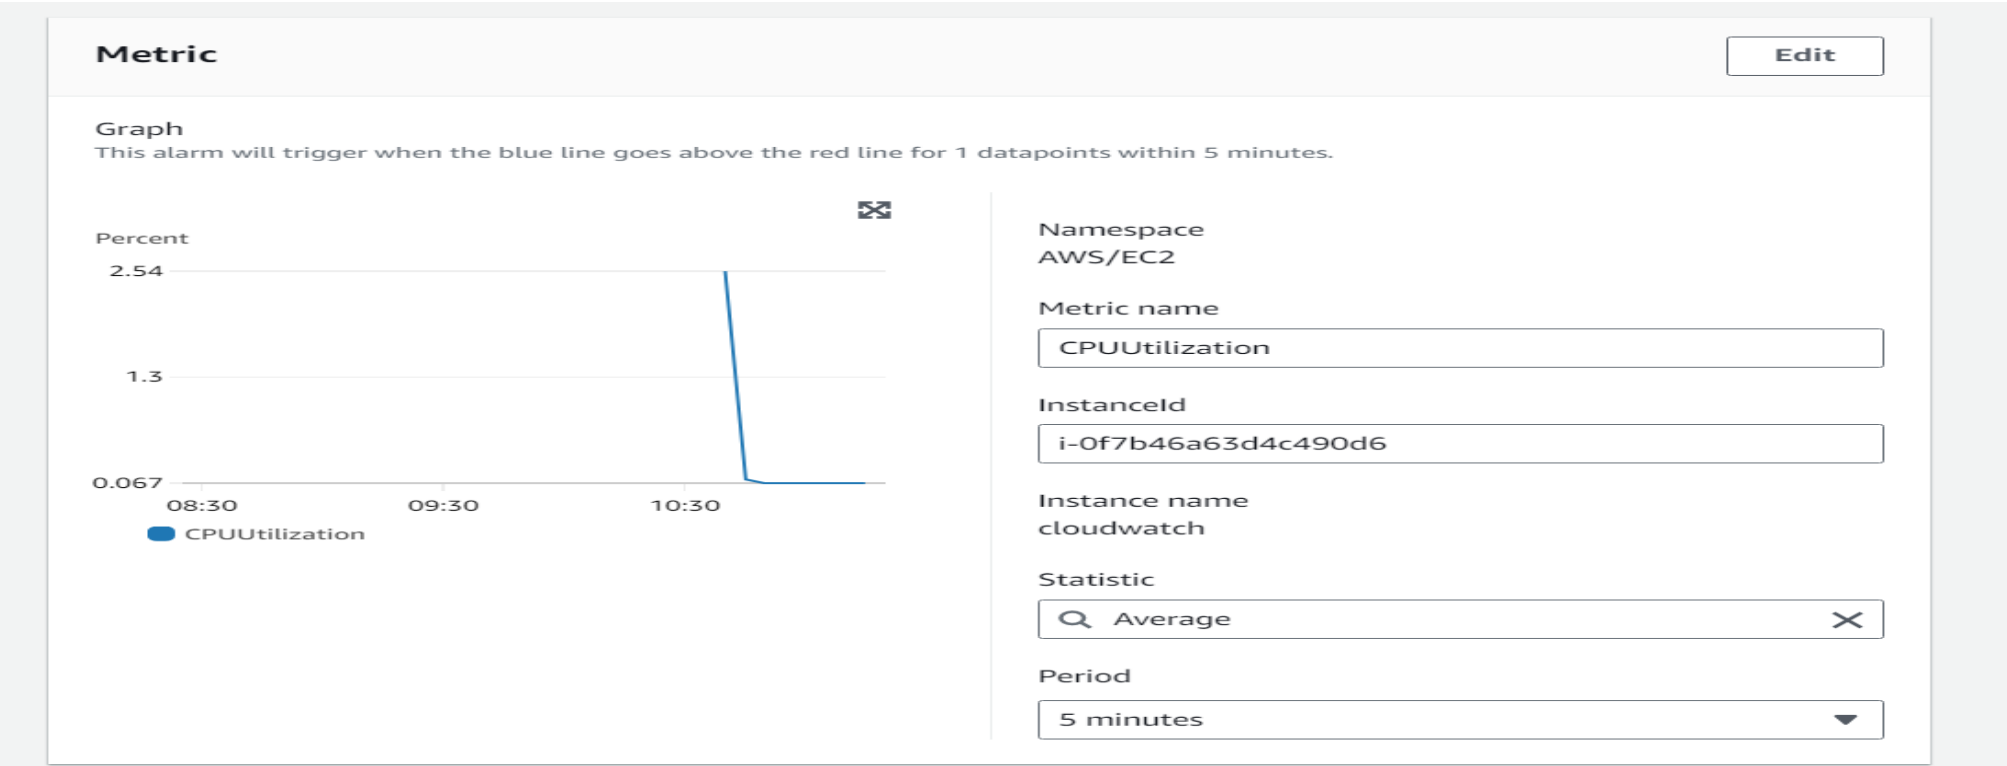 Metric
Edit
Graph
This alarm will trigger when the blue line goes above the red line for 1 datapoints within 5 minutes.
Percent
2.54
1.3
0.067
08:30
09:30
10:30
CPUUtilization
Namespace
AWS/EC2
Metric name
CPUUtilization
InstanceId
i-0f7b46a63d4c490d6
Instance name
cloudwatch
Statistic
Average
Period
5 minutes